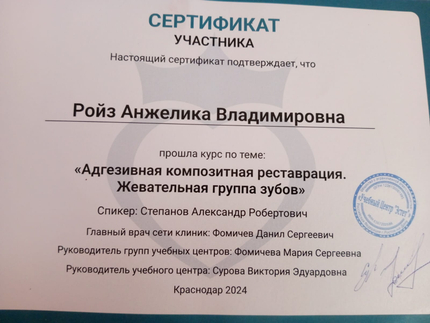 СЕРТИФИКАТ
УЧАСТНИКА
Настоящий сертификат подтверждает, что
Ройз Анжелика Владимировна
прошла курс по теме:
«Адгезивная композитная реставрация.
Жевательная группа зубов»
Спикер: Степанов Александр Робертович
Главный врач сети клиник: Фомичев Данил Сергеевич
Руководитель групп учебных центров: Фомичева Мария Сергеевна
Руководитель учебного центра: Сурова Виктория Эдуардовна
Краснодар 2024
Учебный Центр